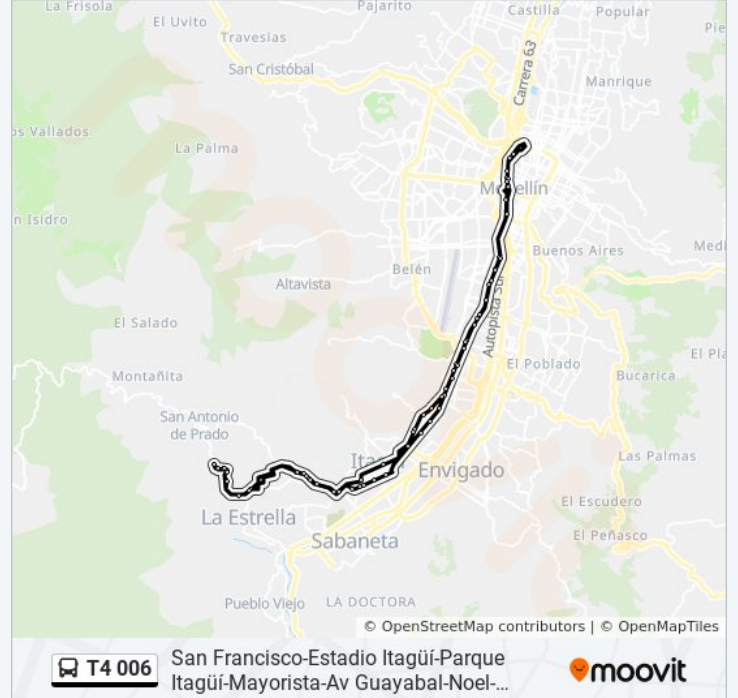 La Frisola
Pajarito
Castilla
Popular
El Uvito
Travesias
Pie
San Cristóbal
Carrera 63
Manrique
os Vallados
La Palma
Medellín
n Isidro
Buenos Aires
Medi
Belén
Altavista
Autopista Sur
El Salado
El Poblado
El Pla
Montañita
Bucarica
San Antonio
de Prado
Las Palmas
Envigado
El Escudero
La Estrella
El Peñasco
Sabaneta
Pueblo Viejo
LA DOCTORA
© OpenStreetMap contributors | © OpenMapTiles
T4 006
San Francisco-Estadio Itagüí-Parque
Itagüí-Mayorista-Av Guayabal-Noel-…
moovit